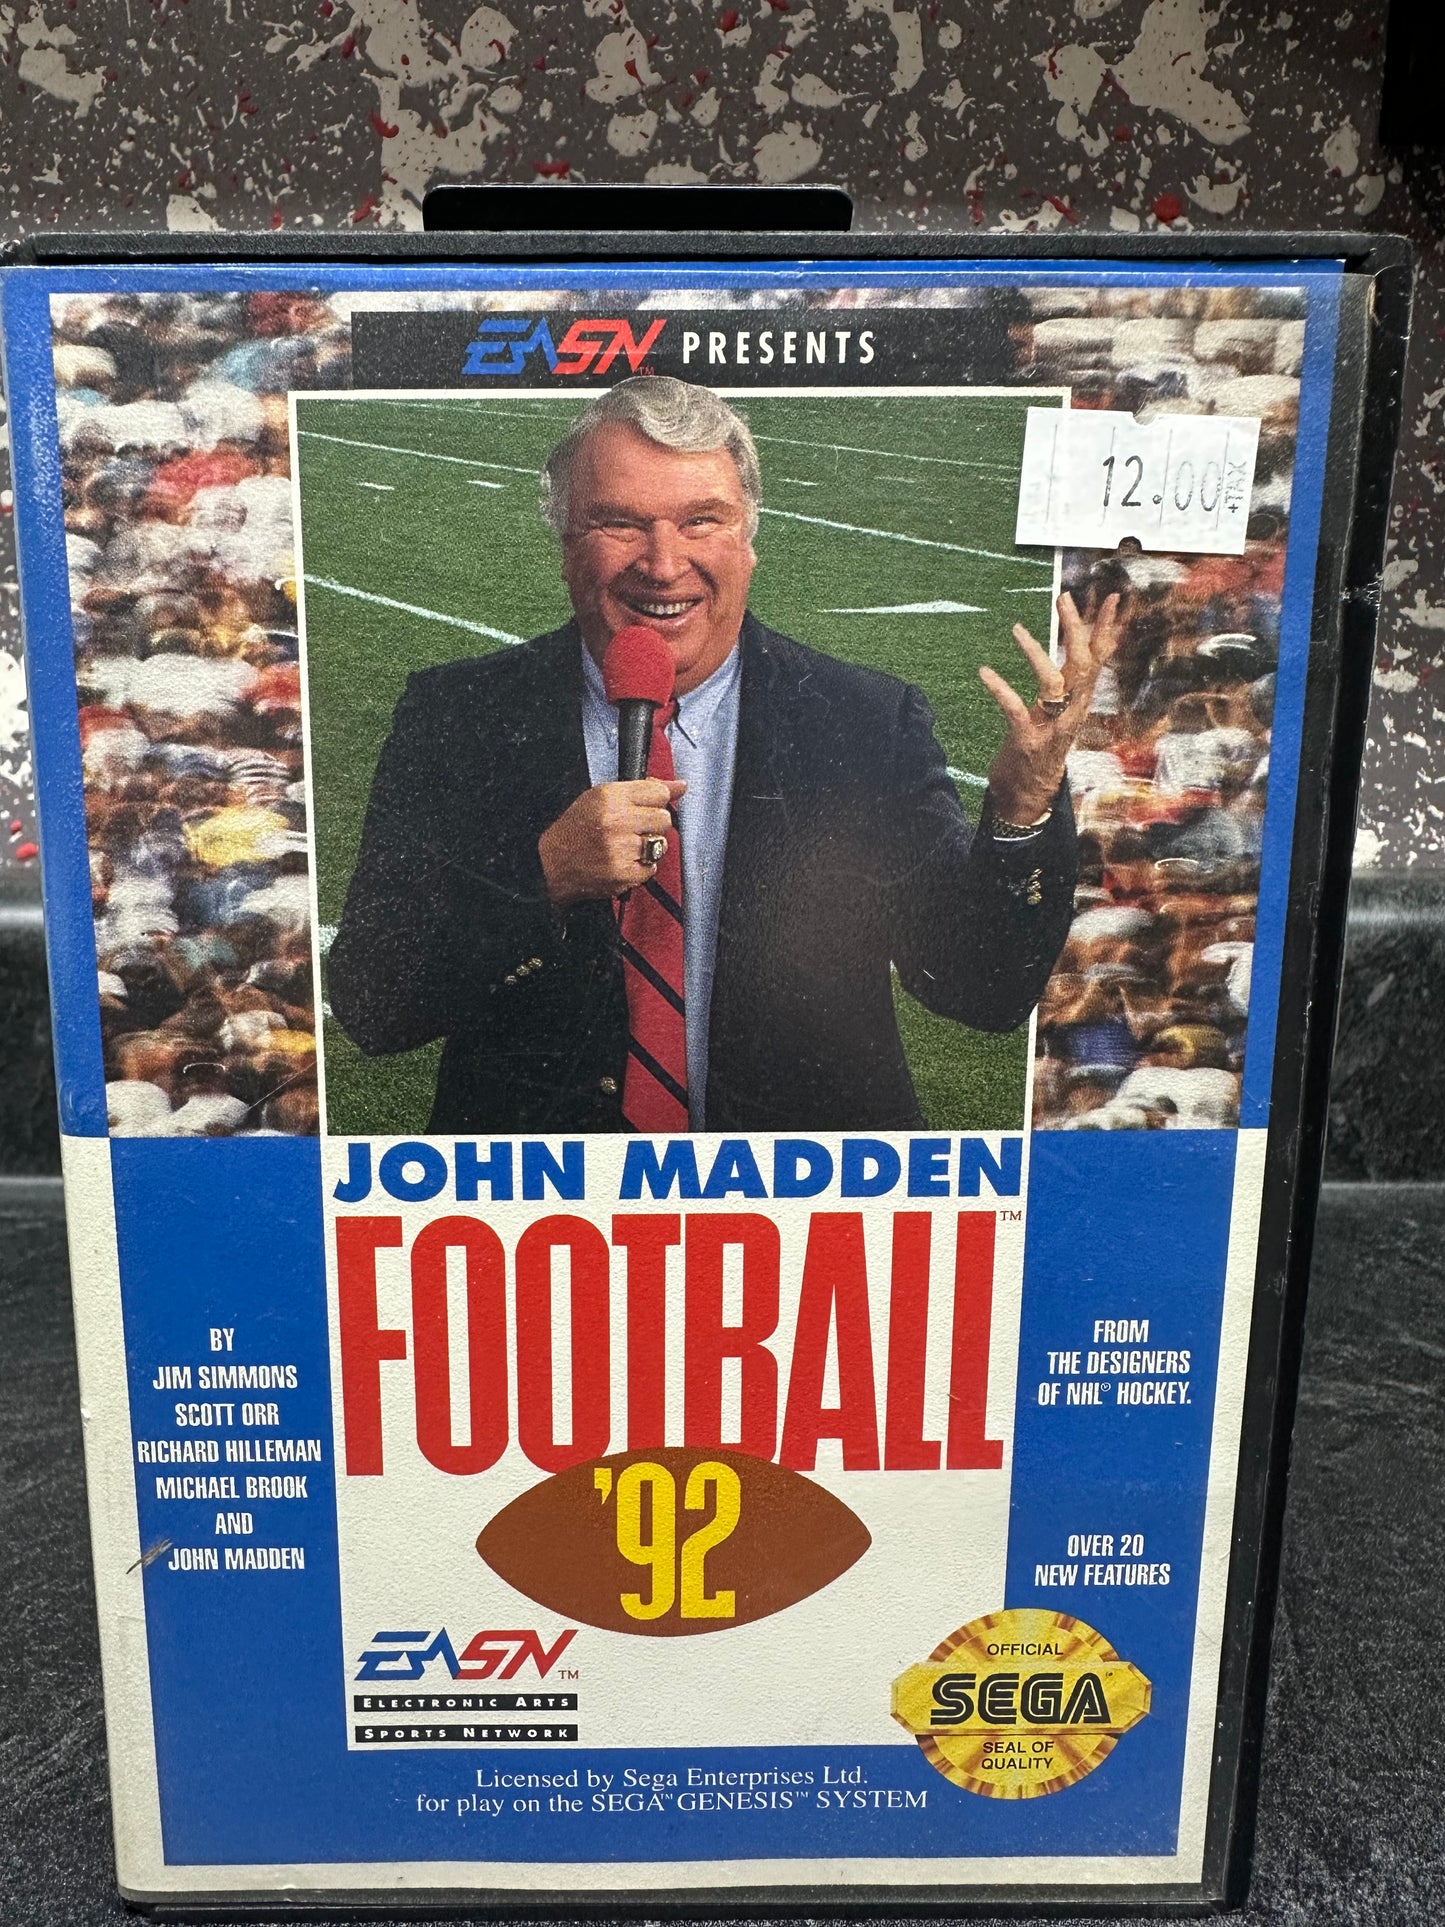 EASN™ PRESENTS
12.00 +TAX
JOHN MADDEN
FOOTBALL™
'92
BY
JIM SIMMONS
SCOTT ORR
RICHARD HILLEMAN
MICHAEL BROOK
AND
JOHN MADDEN
FROM
THE DESIGNERS
OF NHL® HOCKEY.
OVER 20
NEW FEATURES
EASN™
ELECTRONIC ARTS
SPORTS NETWORK
OFFICIAL
SEGA®
SEAL OF
QUALITY
Licensed by Sega Enterprises Ltd.
for play on the SEGA™ GENESIS™ SYSTEM